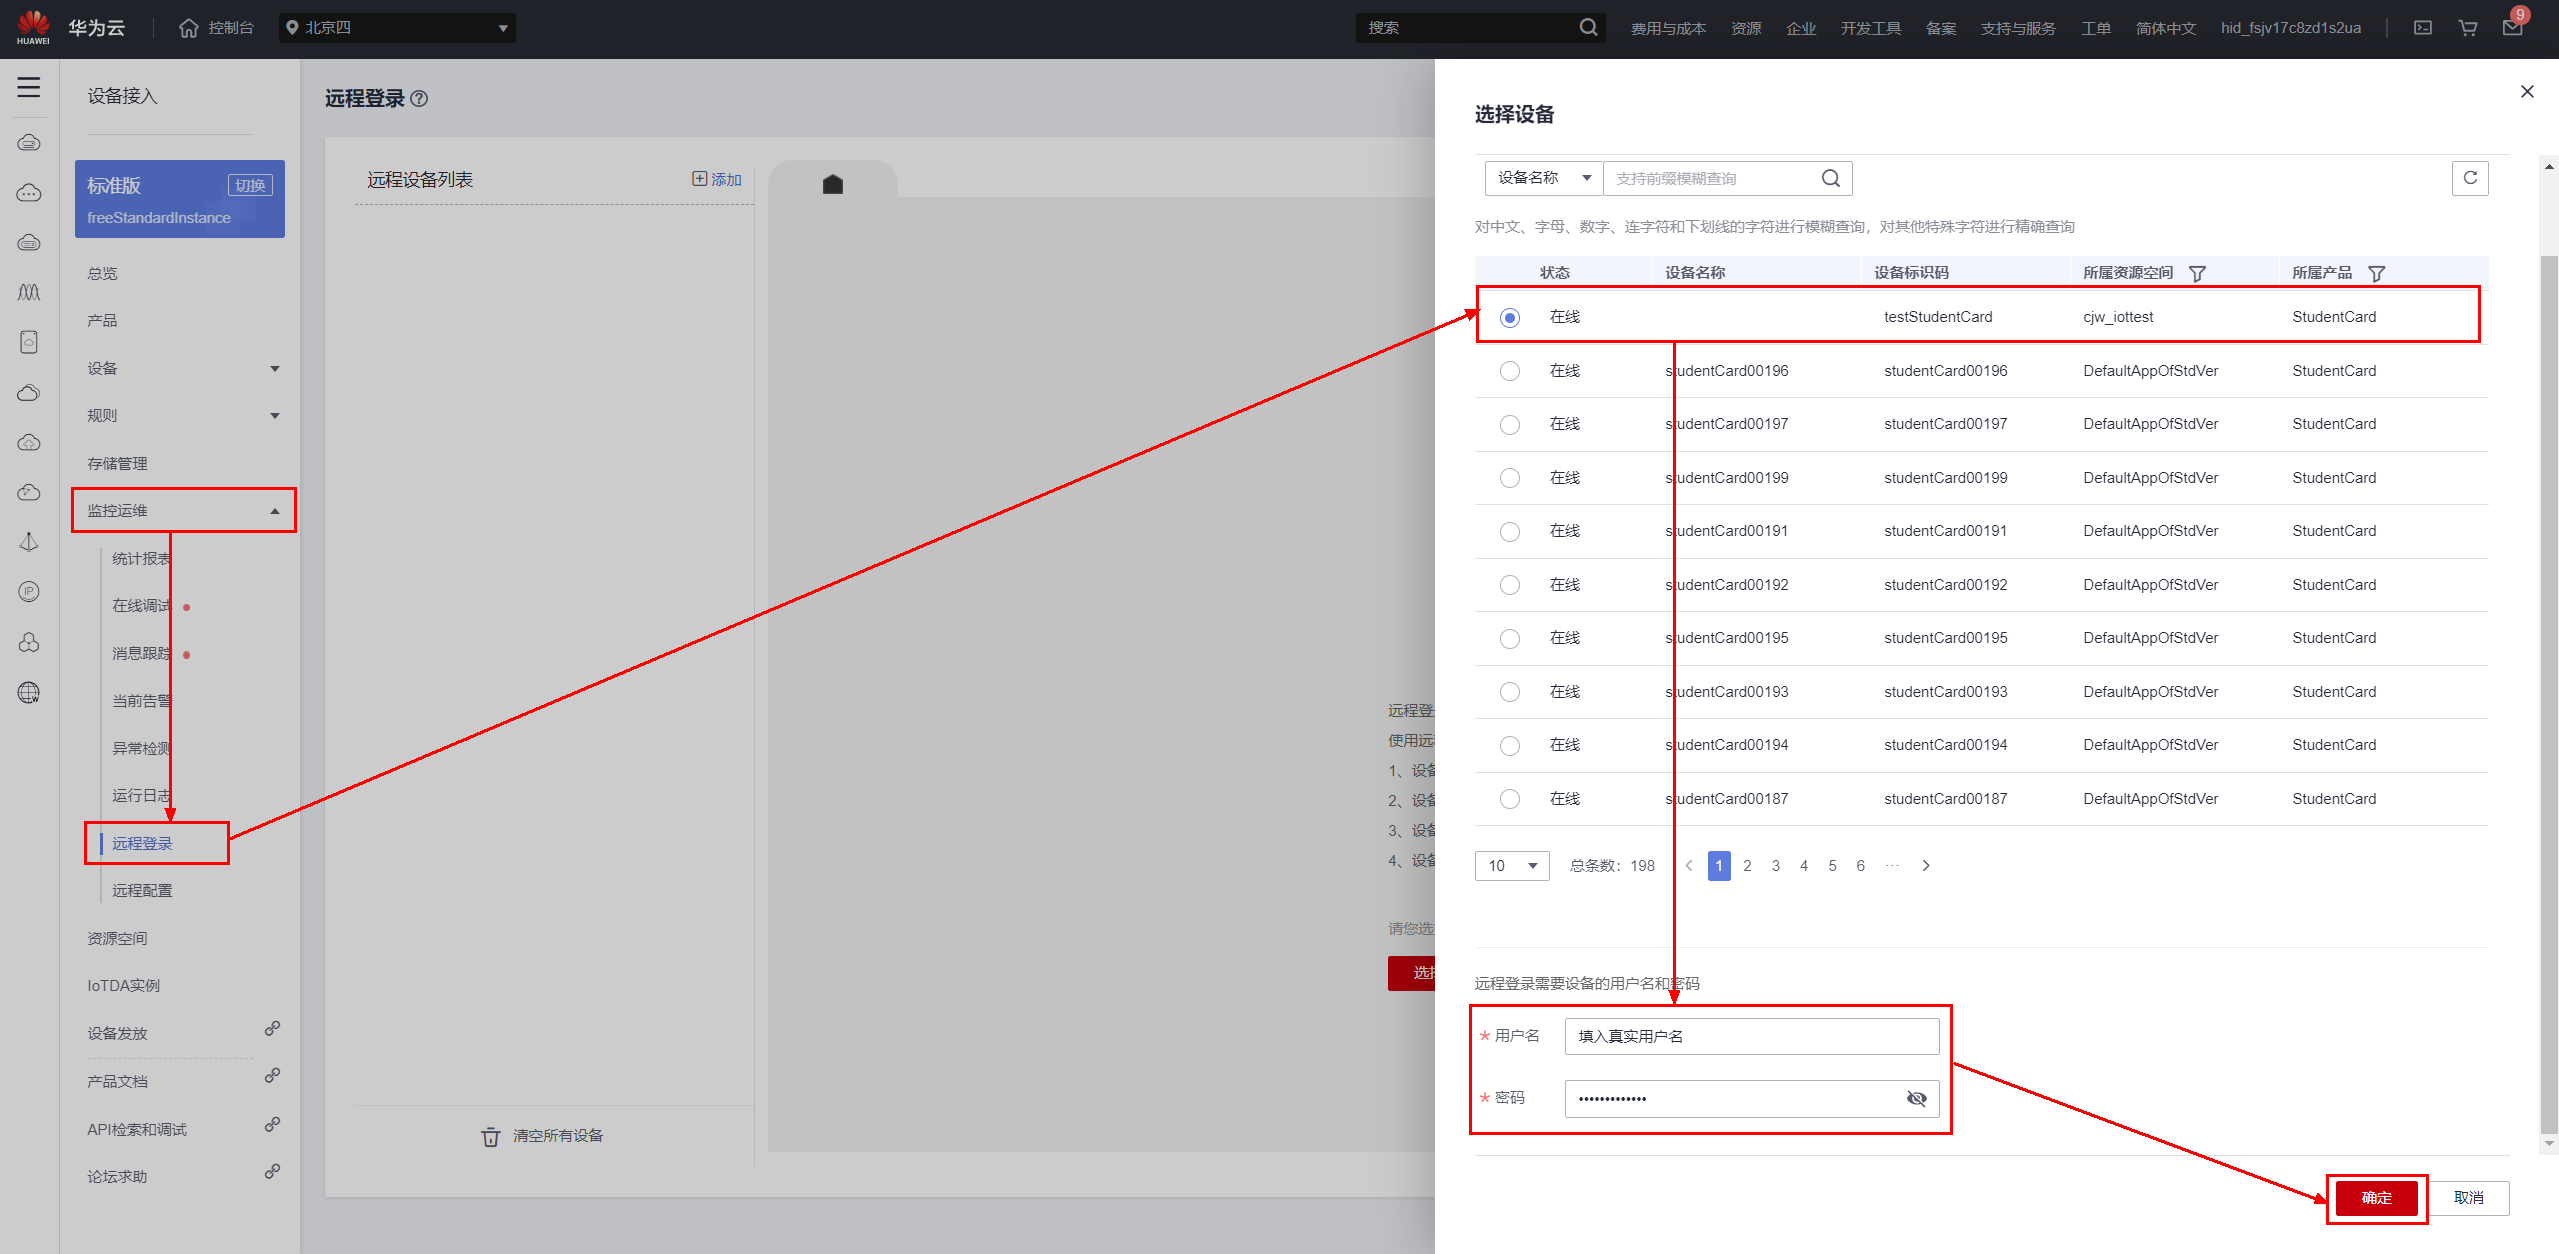 HUAWEI
华为云
控制台
北京四
搜索
费用与成本
资源
企业
开发工具
备案
支持与服务
工单
简体中文
hid_fsjv17c8zd1s2ua
9
设备接入
标准版
切换
freeStandardInstance
总览
产品
设备
规则
存储管理
监控运维
统计报表
在线调试
消息跟踪
当前告警
异常检测
运行日志
远程登录
远程配置
资源空间
IoTDA实例
设备发放
产品文档
API检索和调试
论坛求助
IP
W
远程登录
远程设备列表
添加
清空所有设备
远程登
使用远
1、设备
2、设备
3、设备
4、设备
请您选
选择
选择设备
设备名称
支持前缀模糊查询
对中文、字母、数字、连字符和下划线的字符进行模糊查询，对其他特殊字符进行精确查询
状态 设备名称 设备标识码 所属资源空间 所属产品
在线 testStudentCard cjw_iottest StudentCard
在线 studentCard00196 studentCard00196 DefaultAppOfStdVer StudentCard
在线 studentCard00197 studentCard00197 DefaultAppOfStdVer StudentCard
在线 studentCard00199 studentCard00199 DefaultAppOfStdVer StudentCard
在线 studentCard00191 studentCard00191 DefaultAppOfStdVer StudentCard
在线 studentCard00192 studentCard00192 DefaultAppOfStdVer StudentCard
在线 studentCard00195 studentCard00195 DefaultAppOfStdVer StudentCard
在线 studentCard00193 studentCard00193 DefaultAppOfStdVer StudentCard
在线 studentCard00194 studentCard00194 DefaultAppOfStdVer StudentCard
在线 studentCard00187 studentCard00187 DefaultAppOfStdVer StudentCard
10 总条数：198 < 1 2 3 4 5 6 ··· >
远程登录需要设备的用户名和密码
* 用户名 填入真实用户名
* 密码 •••••••••••••
确定
取消